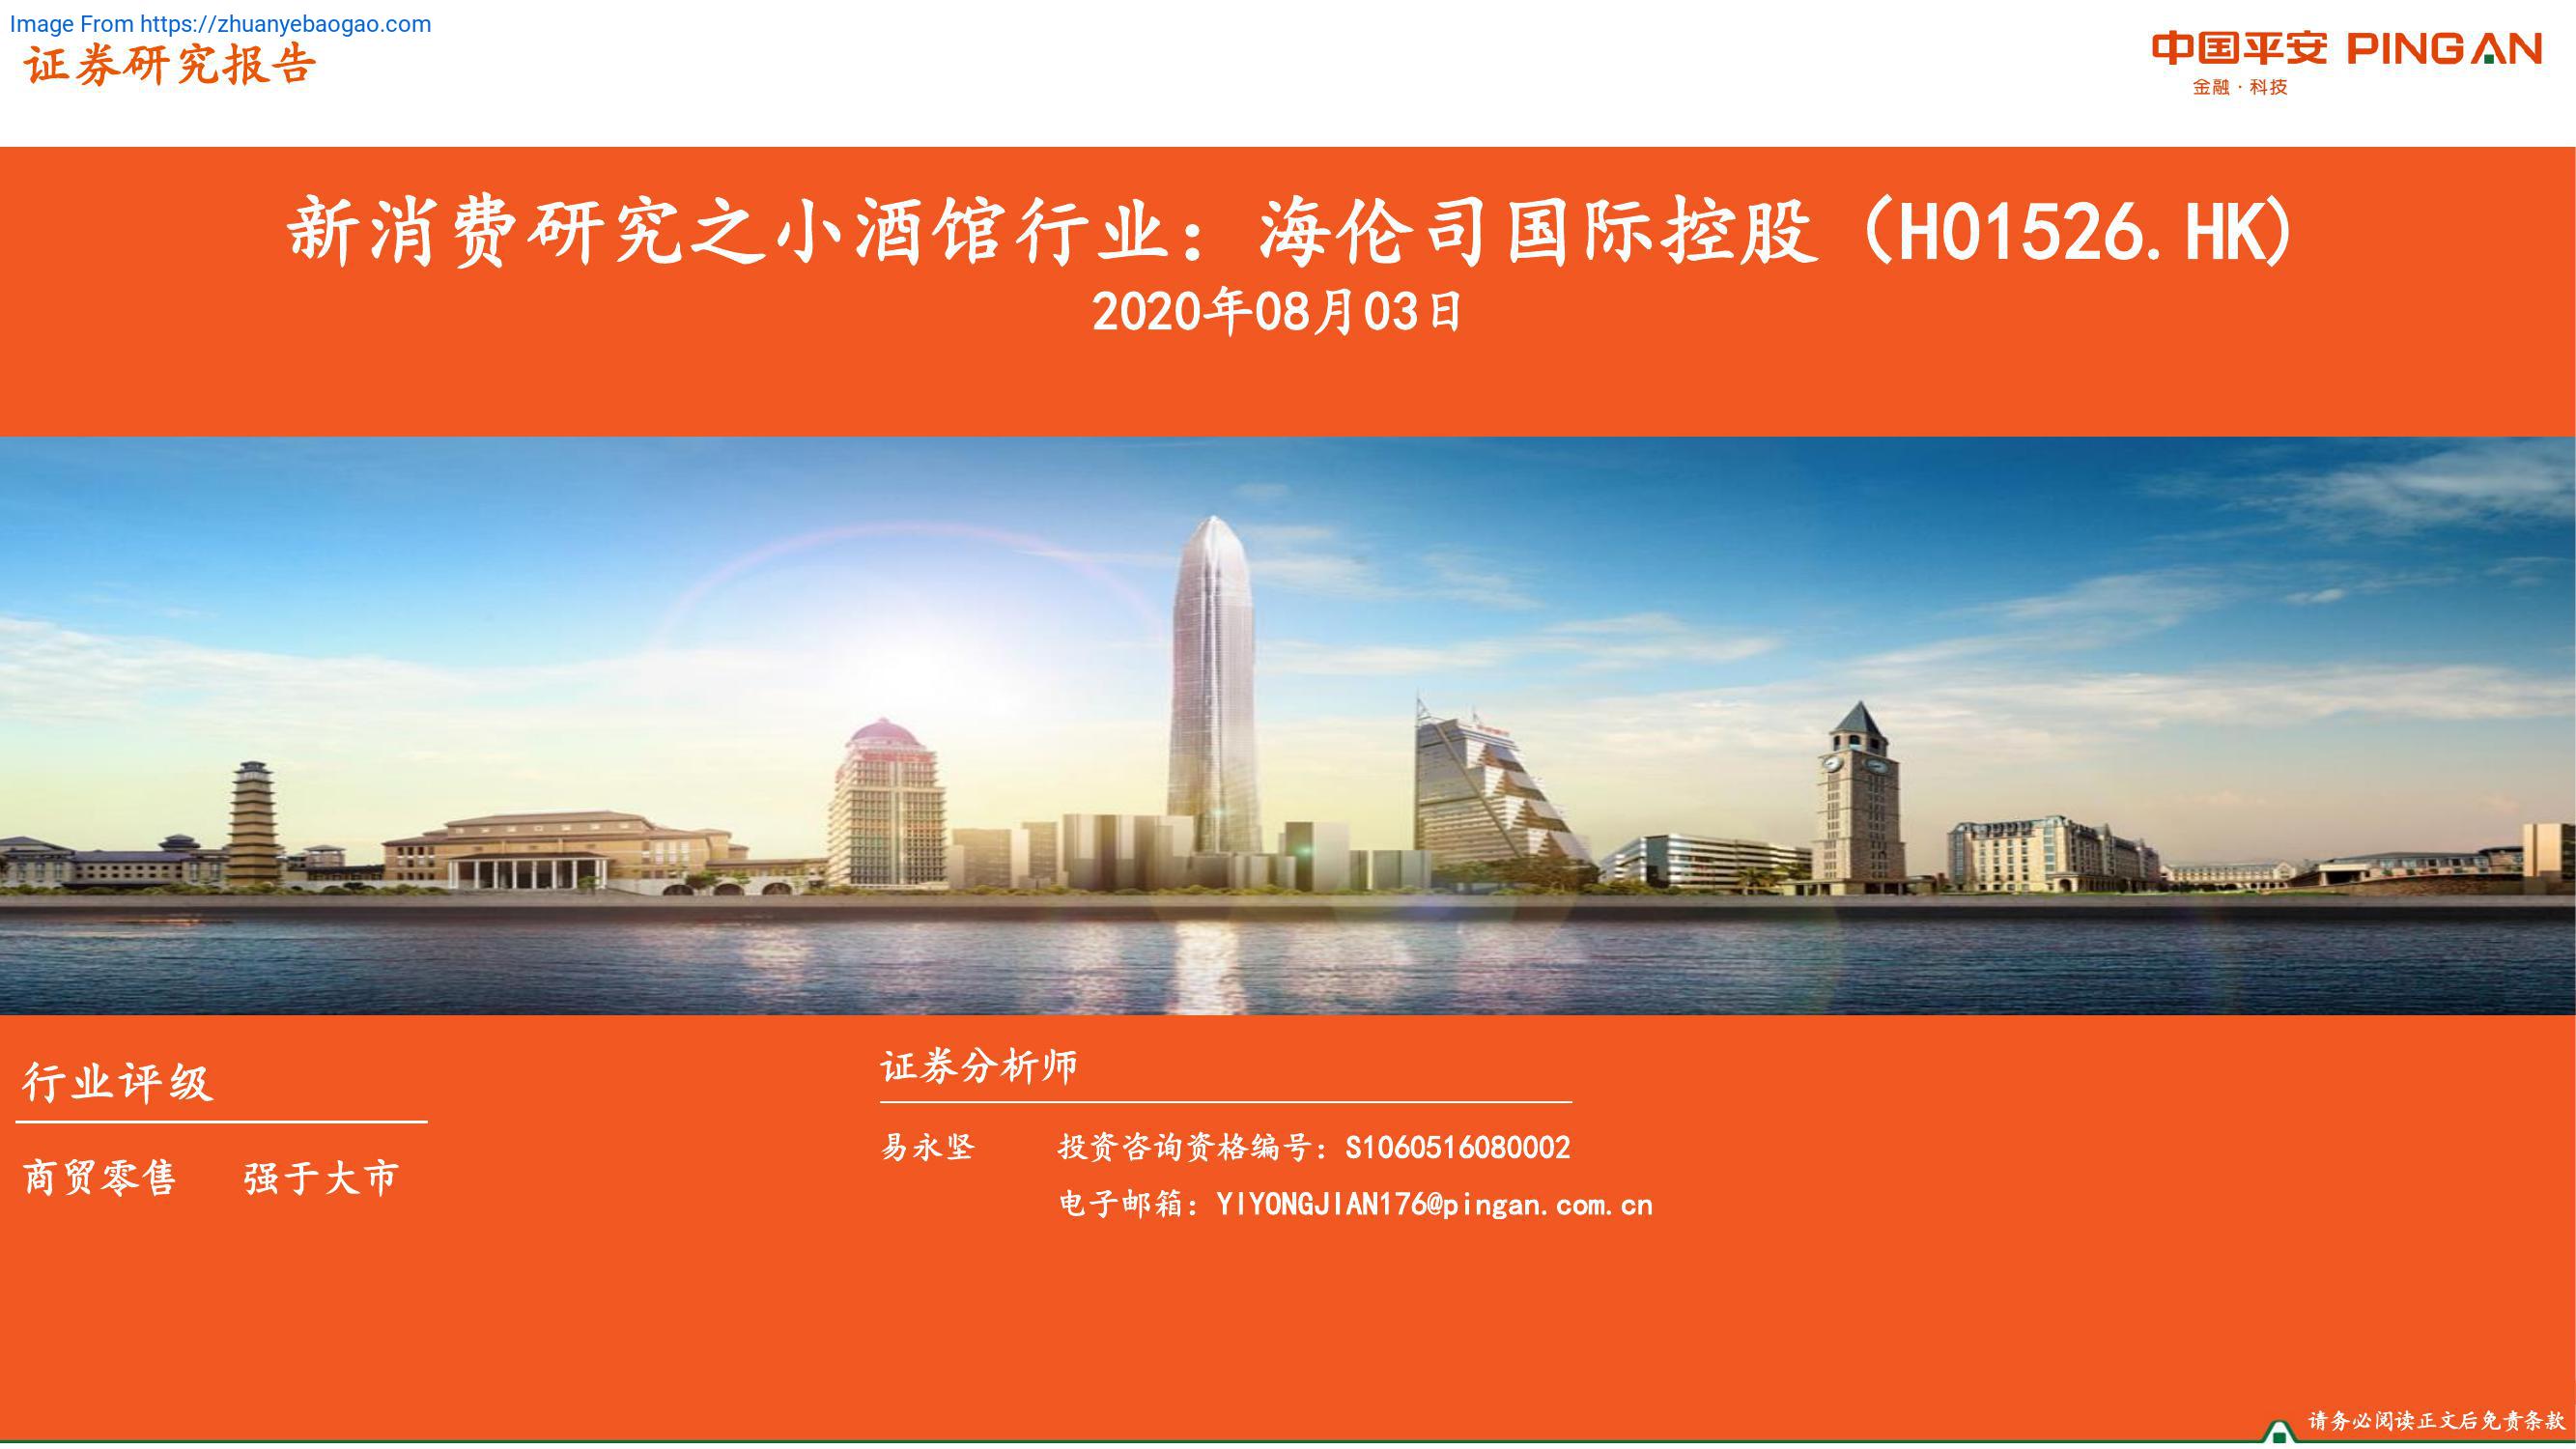 Image From https://zhuanyebaogao.com
证券研究报告
中国平安 PINGAN
金融·科技
新消费研究之小酒馆行业：海伦司国际控股（H01526.HK)
2020年08月03日
行业评级
商贸零售 强于大市
证券分析师
易永坚 投资咨询资格编号：S1060516080002
电子邮箱：YIYONGJIAN176@pingan.com.cn
请务必阅读正文后免责条款